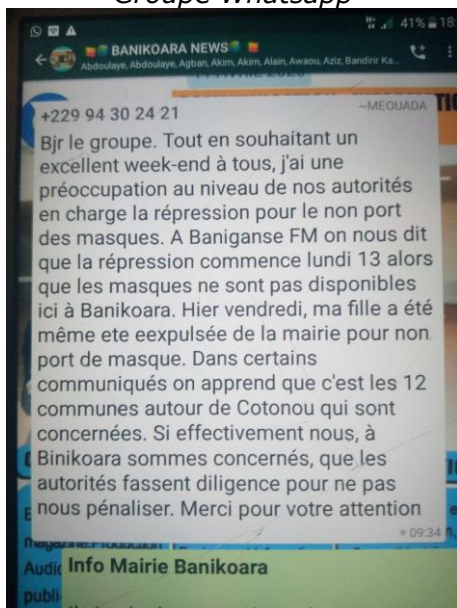 Groupe Whatsapp
41% 18:
BANIKOARA NEWS
Abdoulaye, Abdoulaye, Agban, Akim, Akim, Alain, Awaou, Aziz, Bandirir Ka...
+229 94 30 24 21
~MEOUADA
Bjr le groupe. Tout en souhaitant un
excellent week-end à tous, j'ai une
préoccupation au niveau de nos autorités
en charge la répression pour le non port
des masques. A Baniganse FM on nous dit
que la répression commence lundi 13 alors
que les masques ne sont pas disponibles
ici à Banikoara. Hier vendredi, ma fille a été
même ete eexpulsée de la mairie pour non
port de masque. Dans certains
communiqués on apprend que c'est les 12
communes autour de Cotonou qui sont
concernées. Si effectivement nous, à
Binikoara sommes concernés, que les
autorités fassent diligence pour ne pas
nous pénaliser. Merci pour votre attention
09:34
Audio
Info Mairie Banikoara
publi-